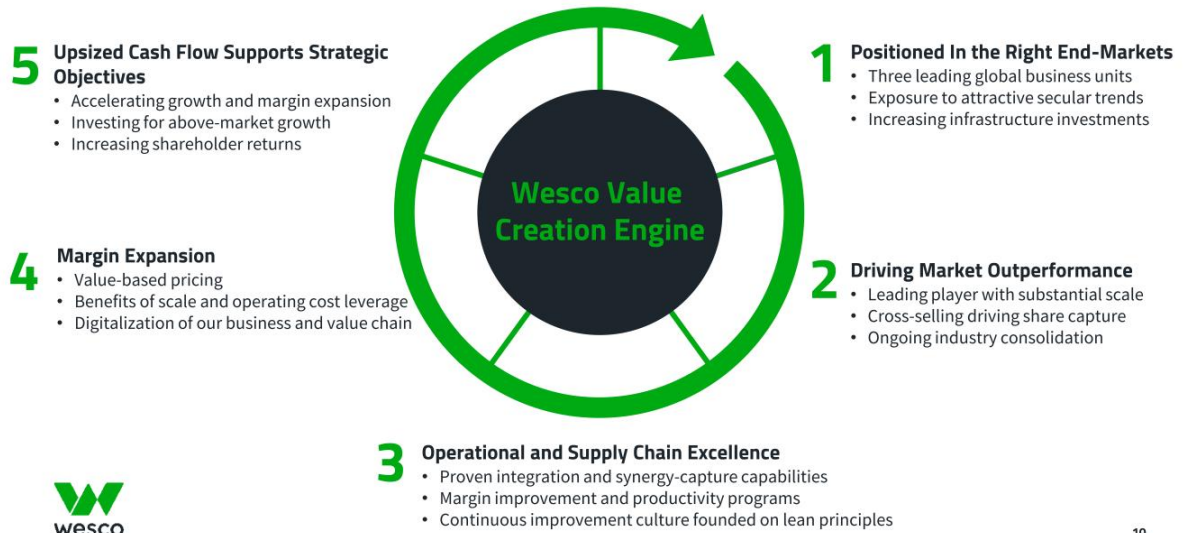 5 Upsized Cash Flow Supports Strategic
Objectives
• Accelerating growth and margin expansion
• Investing for above-market growth
• Increasing shareholder returns
1 Positioned In the Right End-Markets
• Three leading global business units
• Exposure to attractive secular trends
• Increasing infrastructure investments
Wesco Value
Creation Engine
4 Margin Expansion
• Value-based pricing
• Benefits of scale and operating cost leverage
• Digitalization of our business and value chain
2 Driving Market Outperformance
• Leading player with substantial scale
• Cross-selling driving share capture
• Ongoing industry consolidation
3 Operational and Supply Chain Excellence
• Proven integration and synergy-capture capabilities
• Margin improvement and productivity programs
• Continuous improvement culture founded on lean principles
wesco